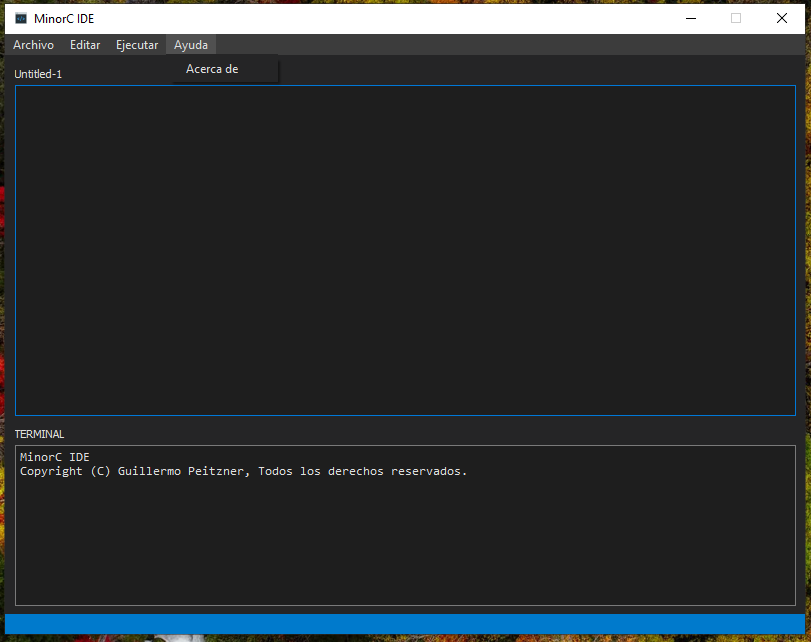 MinorC IDE
Archivo Editar Ejecutar Ayuda
Acerca de
Untitled-1
TERMINAL
MinorC IDE
Copyright (C) Guillermo Peitzner, Todos los derechos reservados.